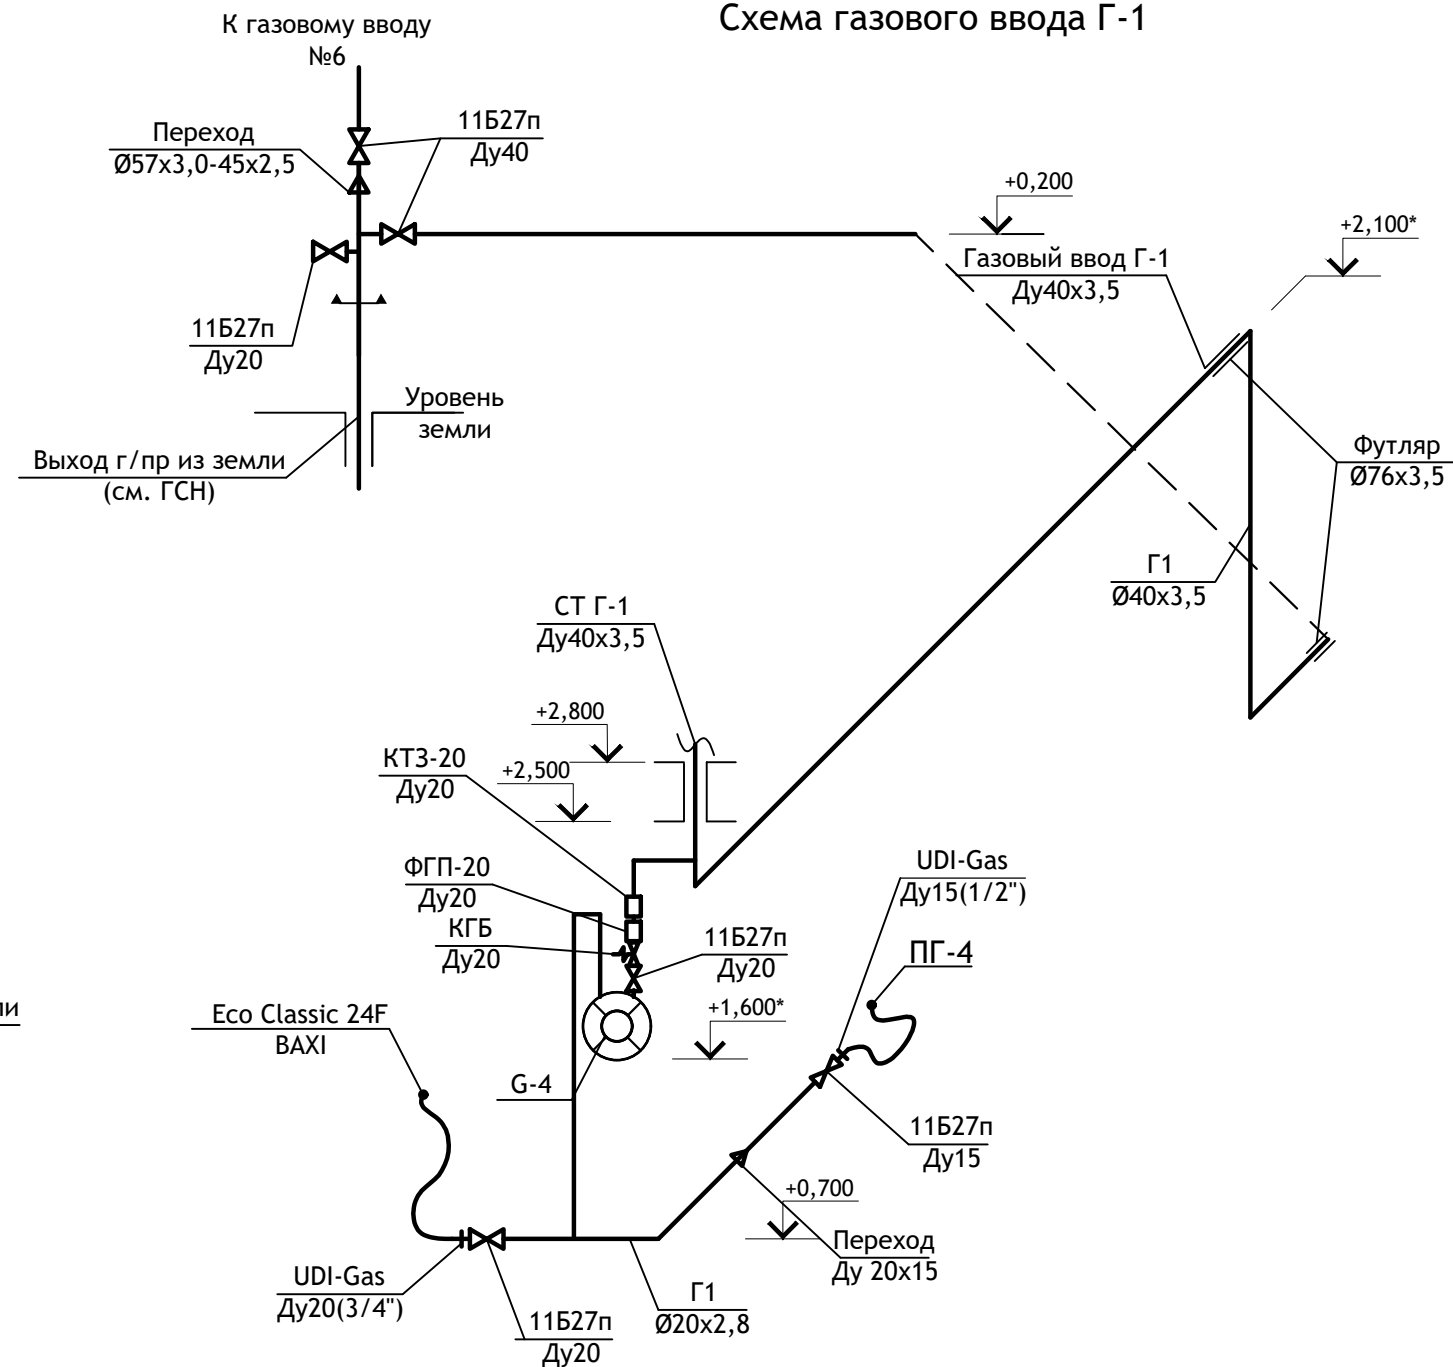 Схема газового ввода Г-1
К газовому вводу
№6
Переход
Ø57х3,0-45х2,5
11Б27п
Ду40
+0,200
+2,100*
Газовый ввод Г-1
Ду40х3,5
11Б27п
Ду20
Уровень
земли
Выход г/пр из земли
(см. ГСН)
Футляр
Ø76х3,5
Г1
Ø40х3,5
СТ Г-1
Ду40х3,5
+2,800
КТЗ-20
Ду20
+2,500
ФГП-20
Ду20
UDI-Gas
Ду15(1/2")
КГБ
Ду20
11Б27п
Ду20
ПГ-4
Eco Classic 24F
BAXI
+1,600*
G-4
11Б27п
Ду15
+0,700
Переход
Ду 20х15
UDI-Gas
Ду20(3/4")
Г1
Ø20х2,8
11Б27п
Ду20